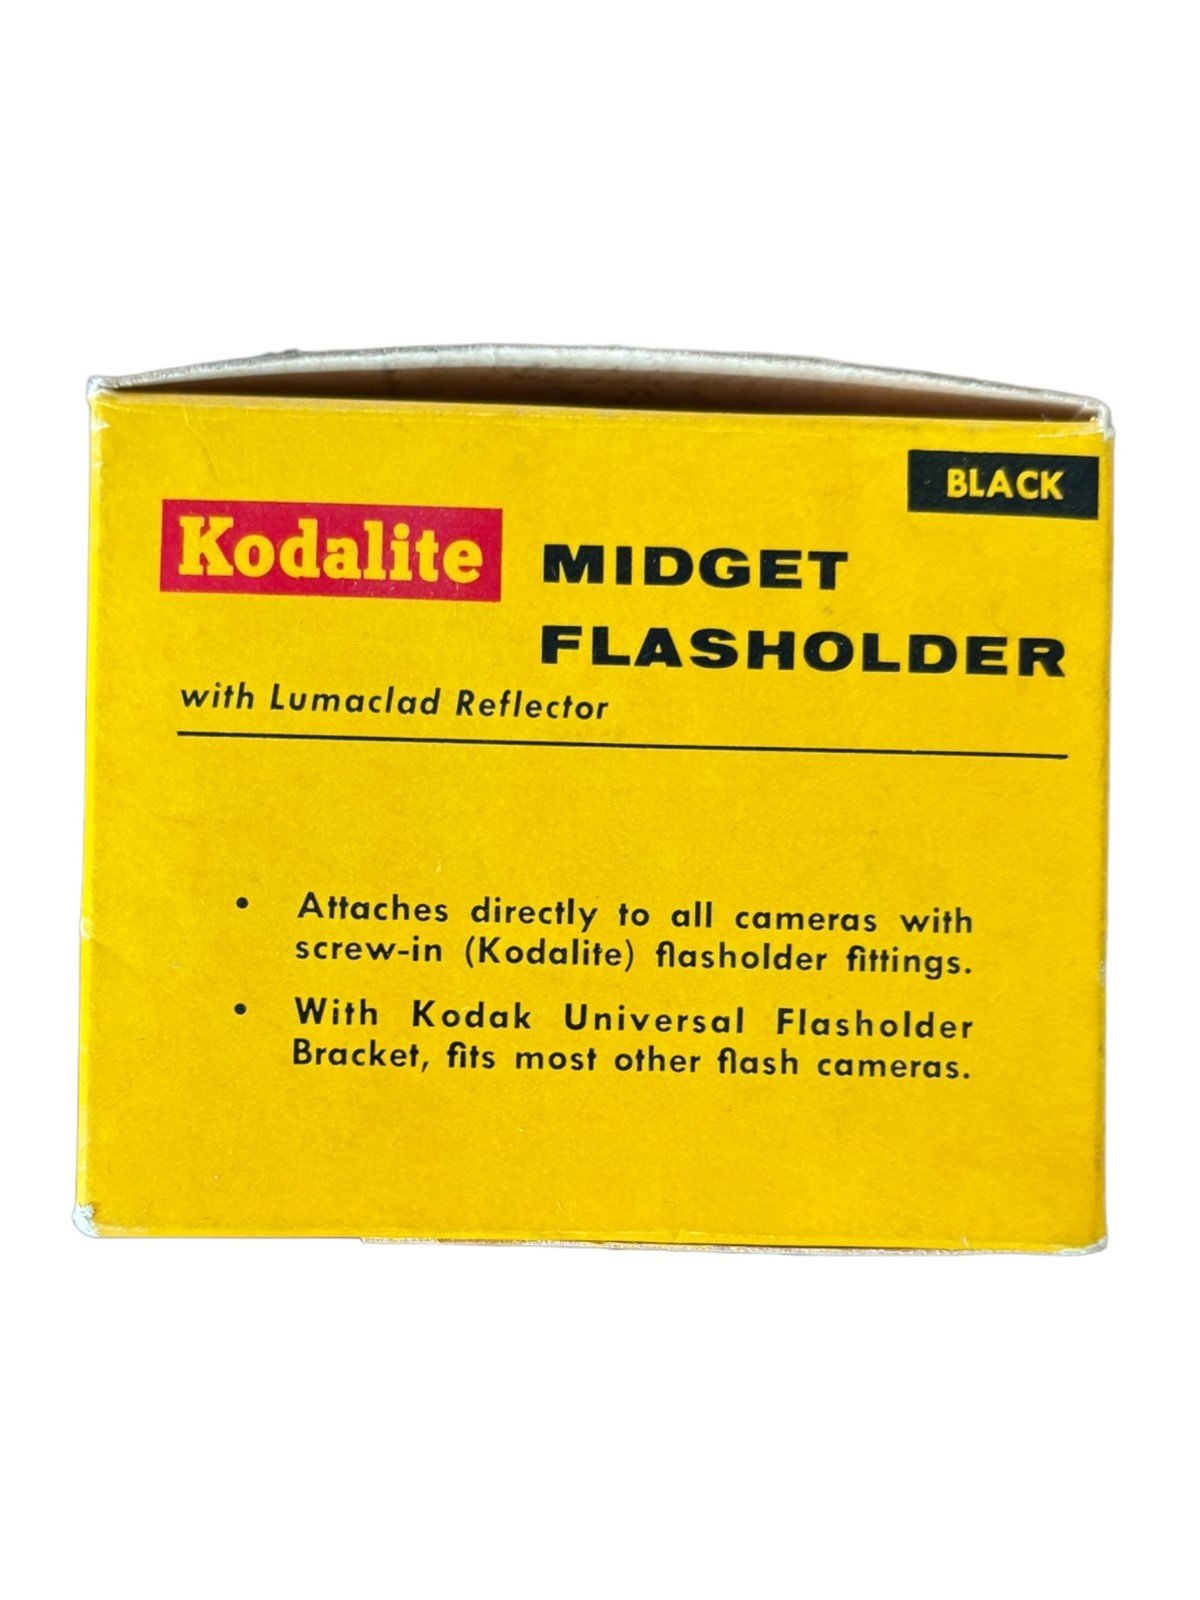 BLACK
Kodalite MIDGET
FLASHOLDER
with Lumaclad Reflector
• Attaches directly to all cameras with
screw-in (Kodalite) flasholder fittings.
• With Kodak Universal Flasholder
Bracket, fits most other flash cameras.